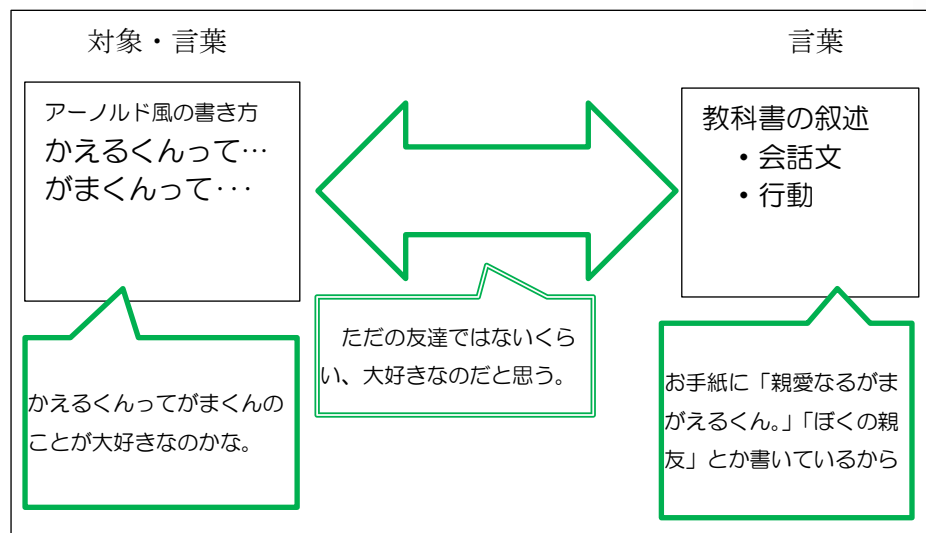 対象・言葉
言葉
アーノルド風の書き方
かえるくんって…
がまくんって･･･
教科書の叙述
・会話文
・行動
ただの友達ではないくら
い、大好きなのだと思う。
かえるくんってがまくんの
ことが大好きなのかな。
お手紙に「親愛なるがま
がえるくん。」「ぼくの親
友」とか書いているから